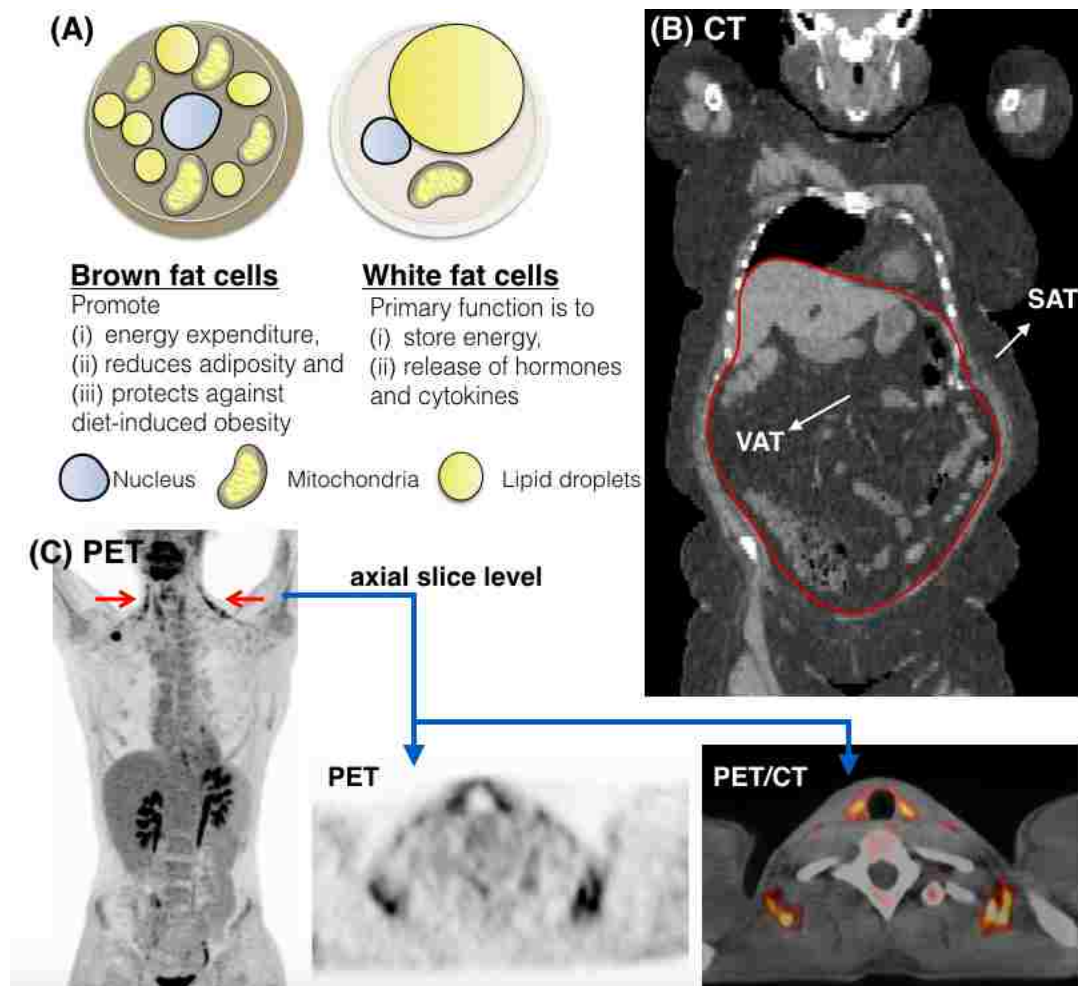 (A)
Brown fat cells
Promote
(i) energy expenditure,
(ii) reduces adiposity and
(iii) protects against
diet-induced obesity
White fat cells
Primary function is to
(i) store energy,
(ii) release of hormones
and cytokines
Nucleus
Mitochondria
Lipid droplets
(B) CT
SAT
VAT
(C) PET
axial slice level
PET
PET/CT